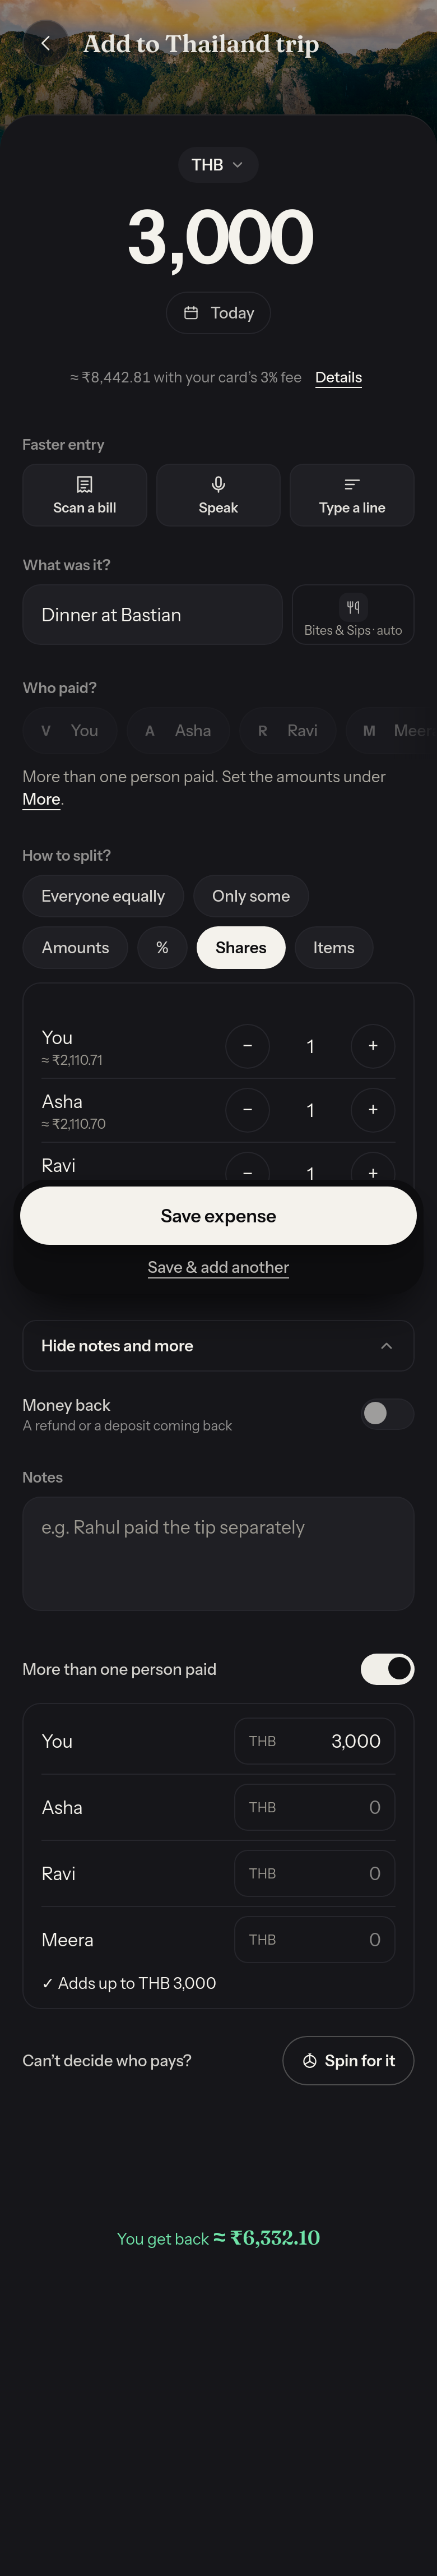 Add to Thailand trip
THB
3,000
Today
≈ ₹8,442.81 with your card's 3% fee Details
Faster entry
Scan a bill Speak Type a line
What was it?
Dinner at Bastian
Bites & Sips · auto
Who paid?
V You A Asha R Ravi M Meer
More than one person paid. Set the amounts under
More.
How to split?
Everyone equally Only some
Amounts % Shares Items
You
≈ ₹2,110.71
− 1 +
Asha
≈ ₹2,110.70
− 1 +
Ravi
− 1 +
Save expense
Save & add another
Hide notes and more
Money back
A refund or a deposit coming back
Notes
e.g. Rahul paid the tip separately
More than one person paid
You THB 3,000
Asha THB 0
Ravi THB 0
Meera THB 0
✓ Adds up to THB 3,000
Can't decide who pays? Spin for it
You get back ≈ ₹6,332.10